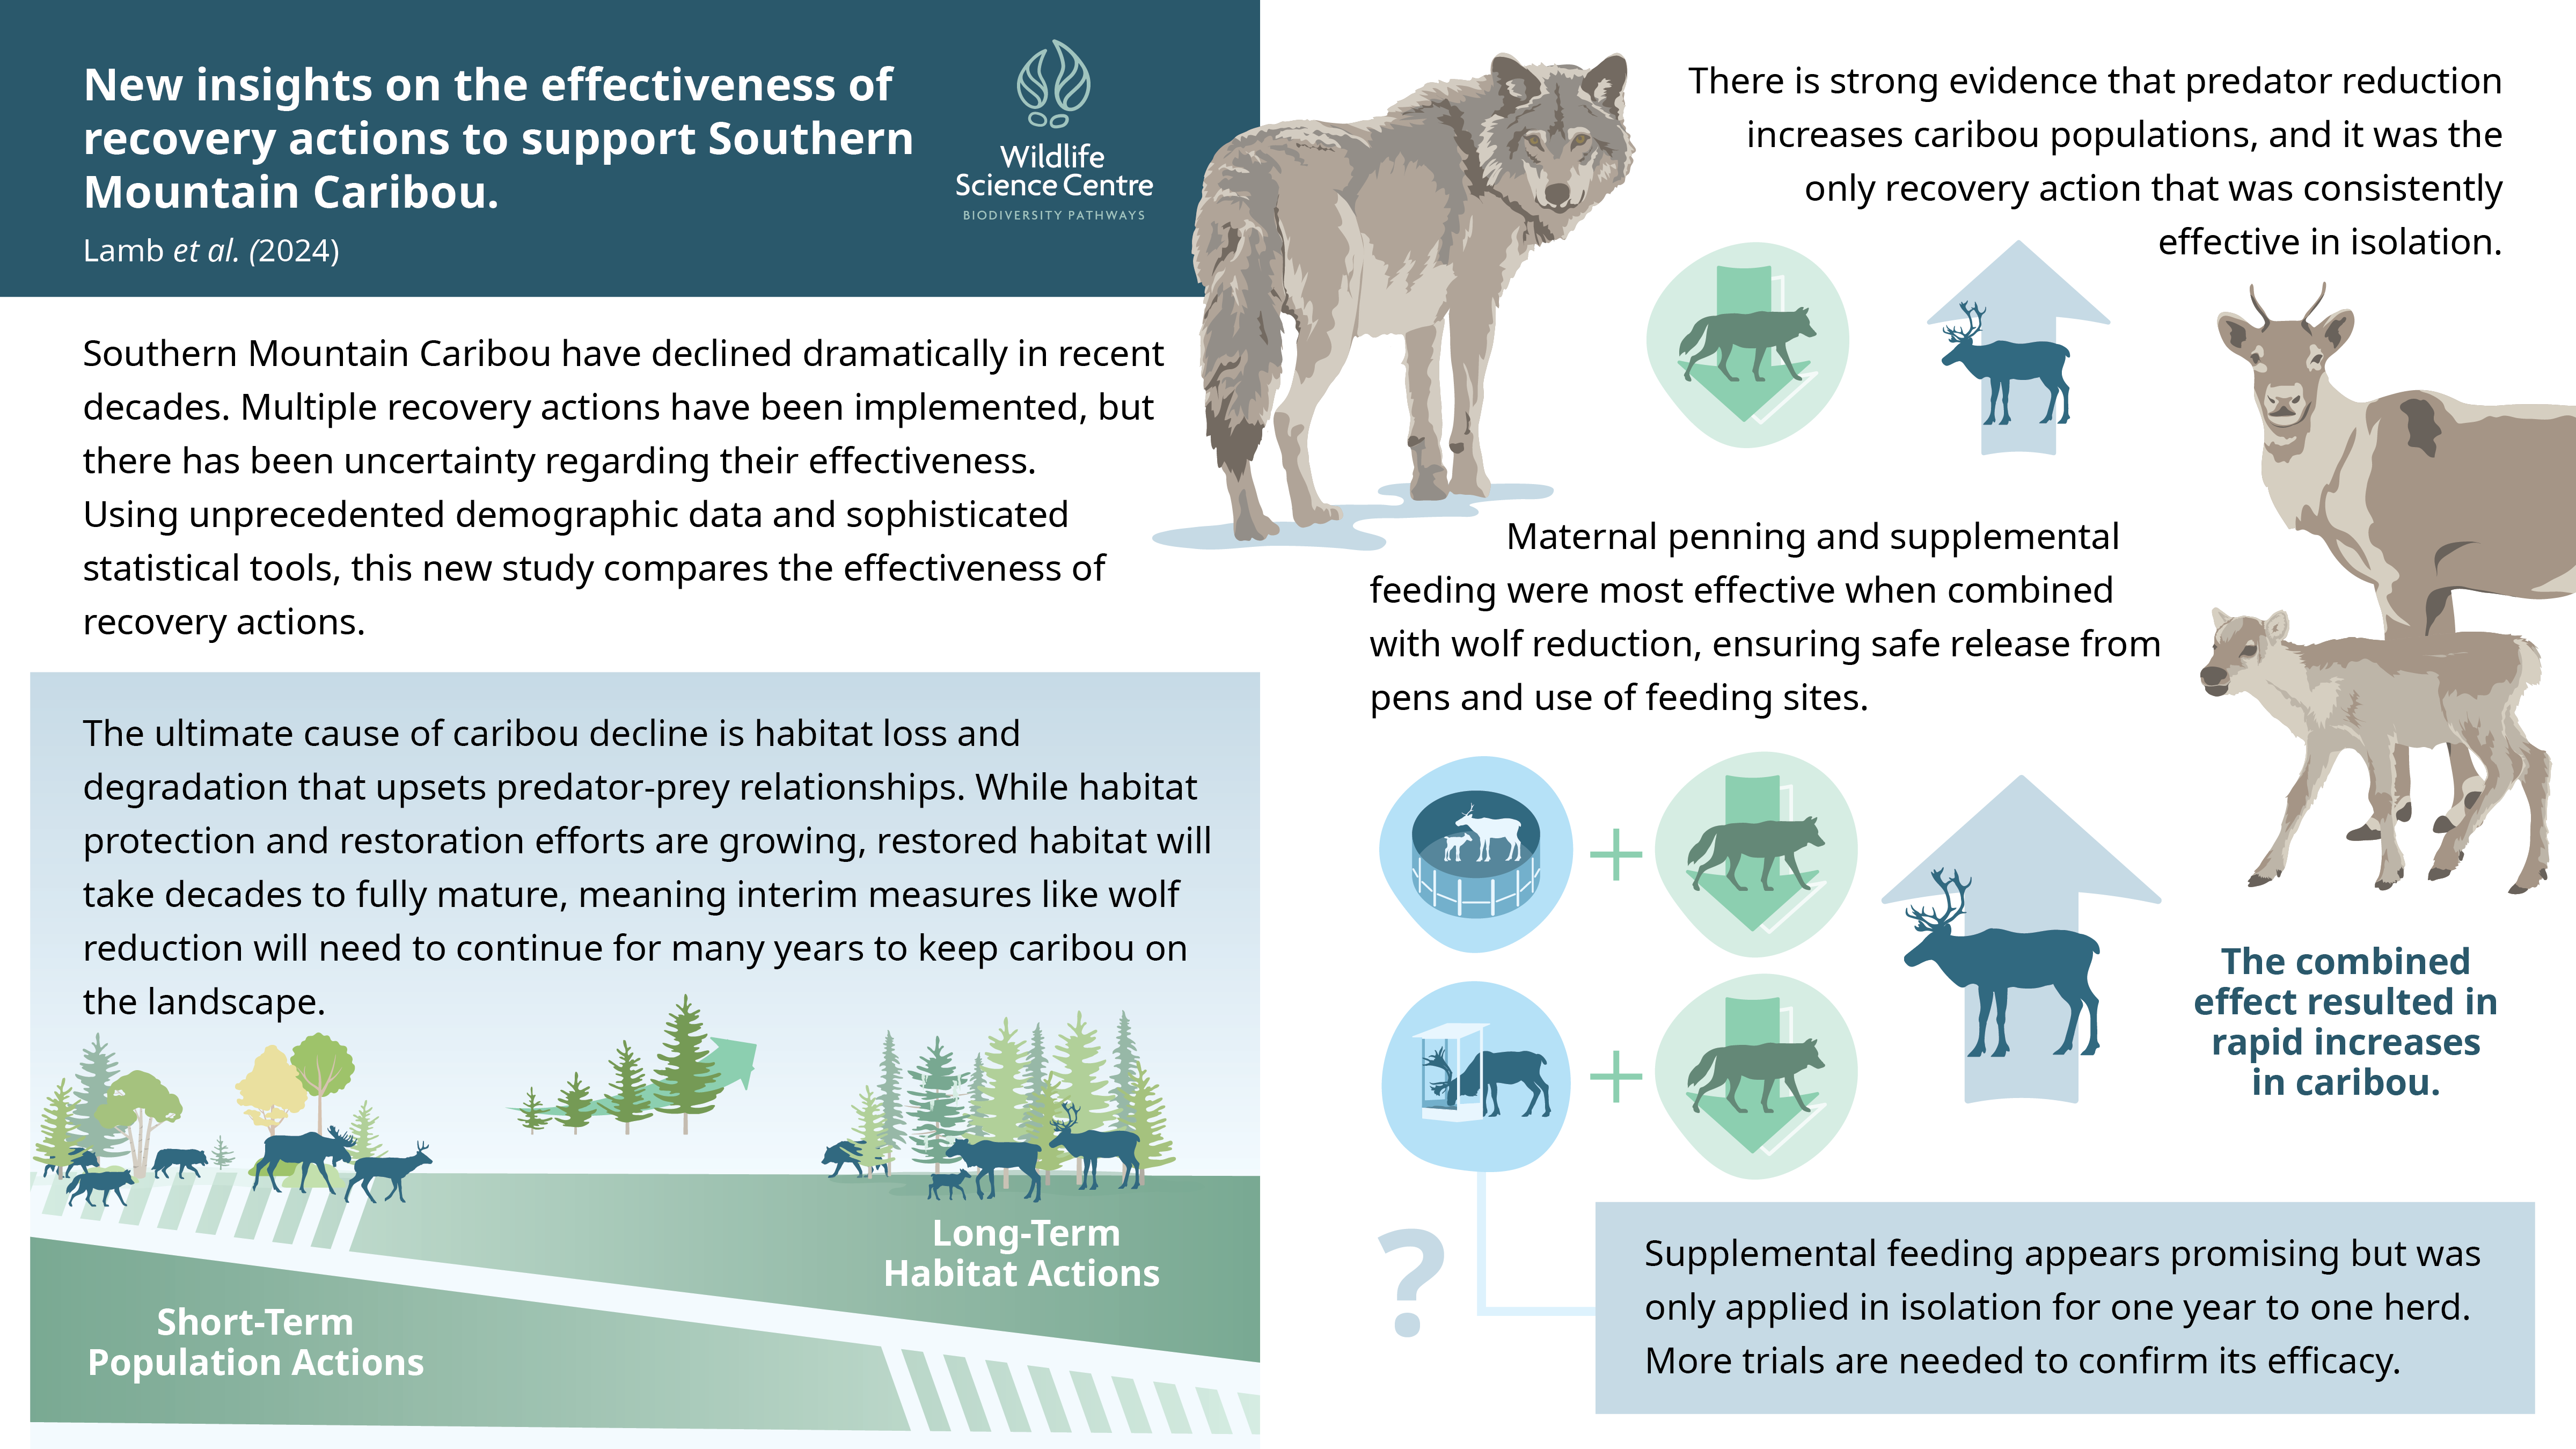 New insights on the effectiveness of
recovery actions to support Southern
Mountain Caribou.
Lamb et al. (2024)
Wildlife
Science Centre
BIODIVERSITY PATHWAYS
Southern Mountain Caribou have declined dramatically in recent
decades. Multiple recovery actions have been implemented, but
there has been uncertainty regarding their effectiveness.
Using unprecedented demographic data and sophisticated
statistical tools, this new study compares the effectiveness of
recovery actions.
The ultimate cause of caribou decline is habitat loss and
degradation that upsets predator-prey relationships. While habitat
protection and restoration efforts are growing, restored habitat will
take decades to fully mature, meaning interim measures like wolf
reduction will need to continue for many years to keep caribou on
the landscape.
Long-Term
Habitat Actions
Short-Term
Population Actions
There is strong evidence that predator reduction
increases caribou populations, and it was the
only recovery action that was consistently
effective in isolation.
Maternal penning and supplemental
feeding were most effective when combined
with wolf reduction, ensuring safe release from
pens and use of feeding sites.
+
+
The combined
effect resulted in
rapid increases
in caribou.
?
Supplemental feeding appears promising but was
only applied in isolation for one year to one herd.
More trials are needed to confirm its efficacy.